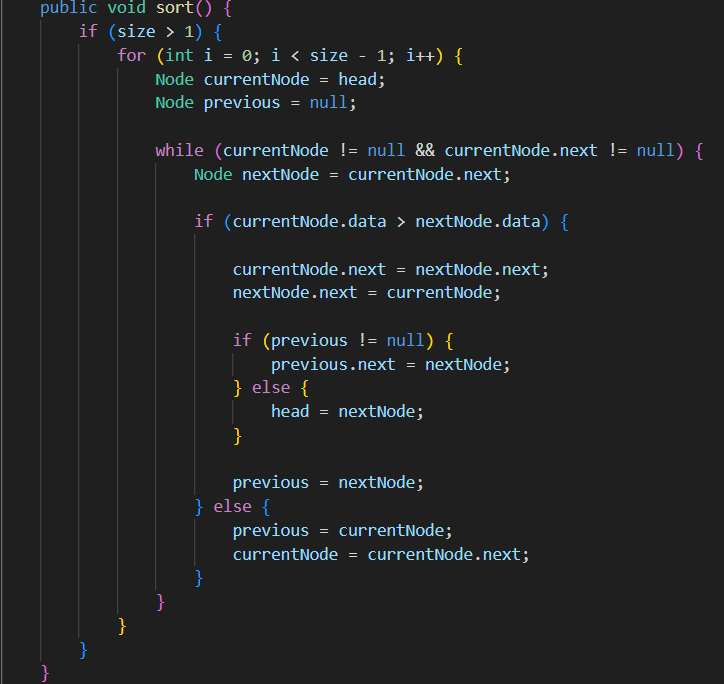 public void sort() {
if (size > 1) {
for (int i = 0; i < size - 1; i++) {
Node currentNode = head;
Node previous = null;
while (currentNode != null && currentNode.next != null) {
Node nextNode = currentNode.next;
if (currentNode.data > nextNode.data) {
currentNode.next = nextNode.next;
nextNode.next = currentNode;
if (previous != null) {
previous.next = nextNode;
} else {
head = nextNode;
}
previous = nextNode;
} else {
previous = currentNode;
currentNode = currentNode.next;
}
}
}
}
}